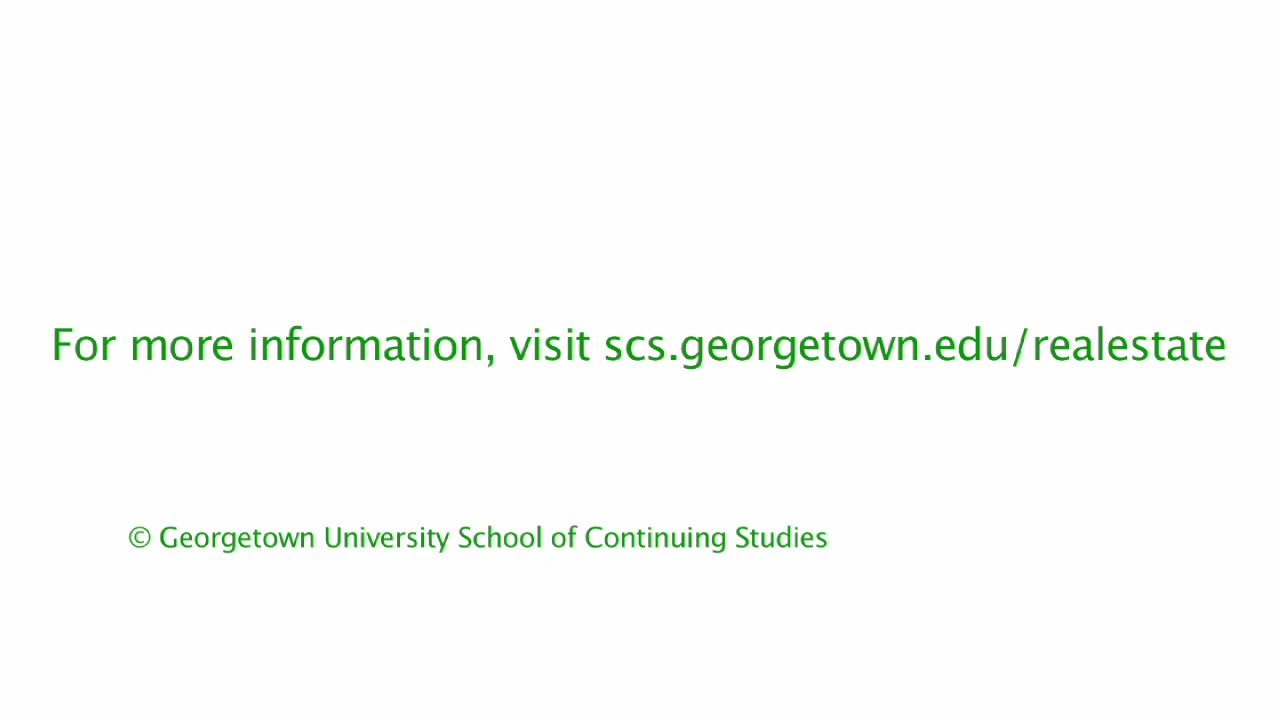 For more information, visit scs.georgetown.edu/realestate
© Georgetown University School of Continuing Studies